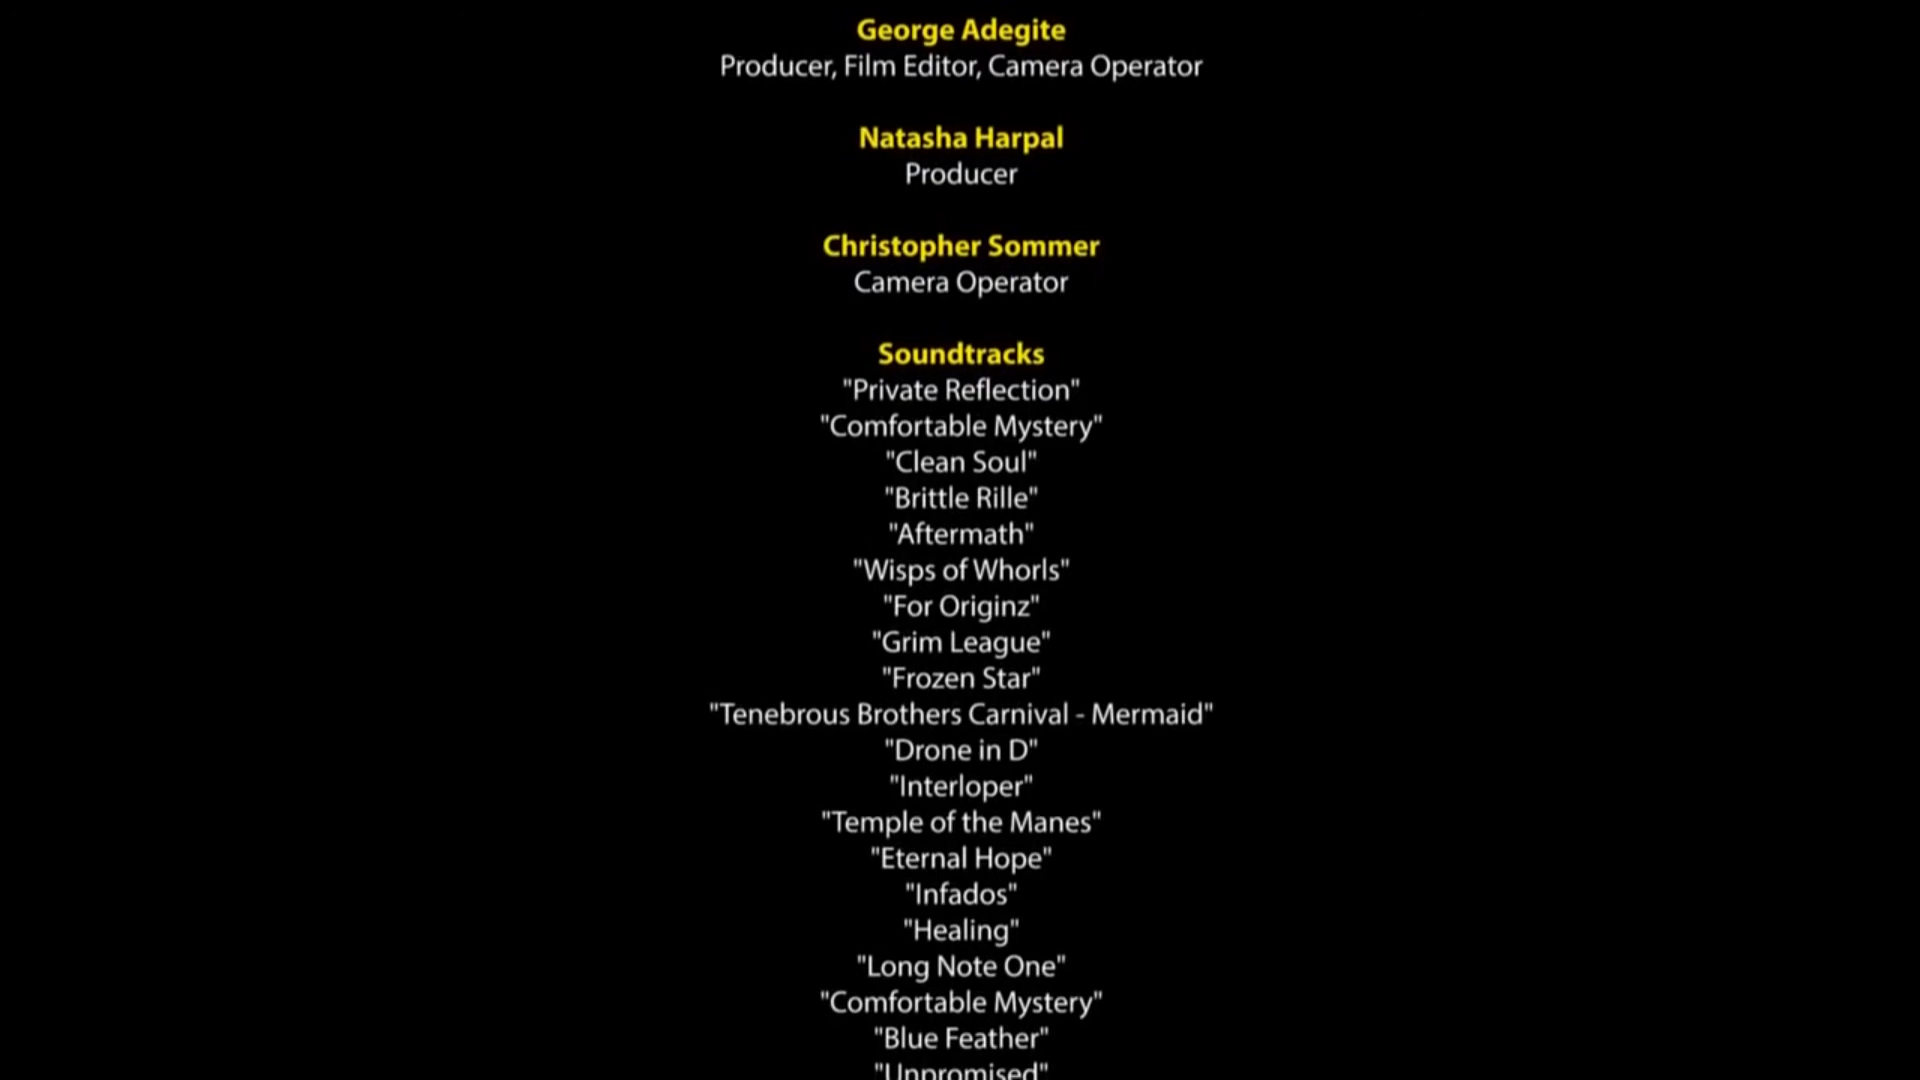 George Adegite
Producer, Film Editor, Camera Operator
Natasha Harpal
Producer
Christopher Sommer
Camera Operator
Soundtracks
"Private Reflection"
"Comfortable Mystery"
"Clean Soul"
"Brittle Rille"
"Aftermath"
"Wisps of Whorls"
"For Originz"
"Grim League"
"Frozen Star"
"Tenebrous Brothers Carnival - Mermaid"
"Drone in D"
"Interloper"
"Temple of the Manes"
"Eternal Hope"
"Infados"
"Healing"
"Long Note One"
"Comfortable Mystery"
"Blue Feather"
"Unpromised"